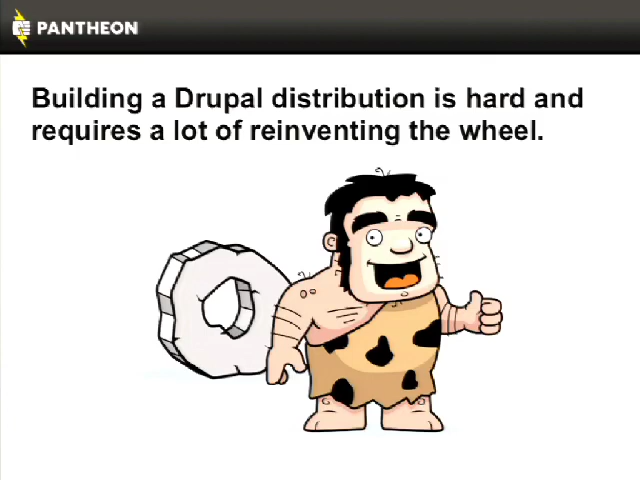 PANTHEON
Building a Drupal distribution is hard and
requires a lot of reinventing the wheel.